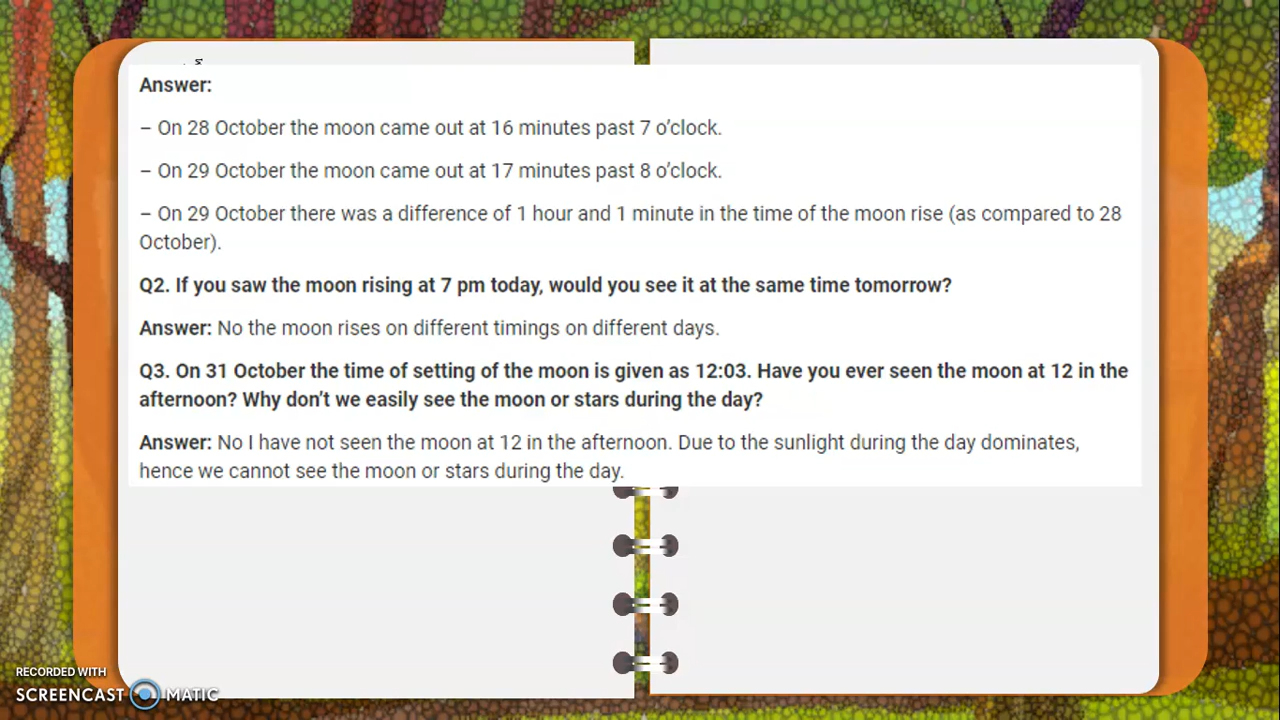 Answer:
– On 28 October the moon came out at 16 minutes past 7 o’clock.
– On 29 October the moon came out at 17 minutes past 8 o’clock.
– On 29 October there was a difference of 1 hour and 1 minute in the time of the moon rise (as compared to 28
October).
Q2. If you saw the moon rising at 7 pm today, would you see it at the same time tomorrow?
Answer: No the moon rises on different timings on different days.
Q3. On 31 October the time of setting of the moon is given as 12:03. Have you ever seen the moon at 12 in the
afternoon? Why don’t we easily see the moon or stars during the day?
Answer: No I have not seen the moon at 12 in the afternoon. Due to the sunlight during the day dominates,
hence we cannot see the moon or stars during the day.
RECORDED WITH
SCREENCAST MATIC